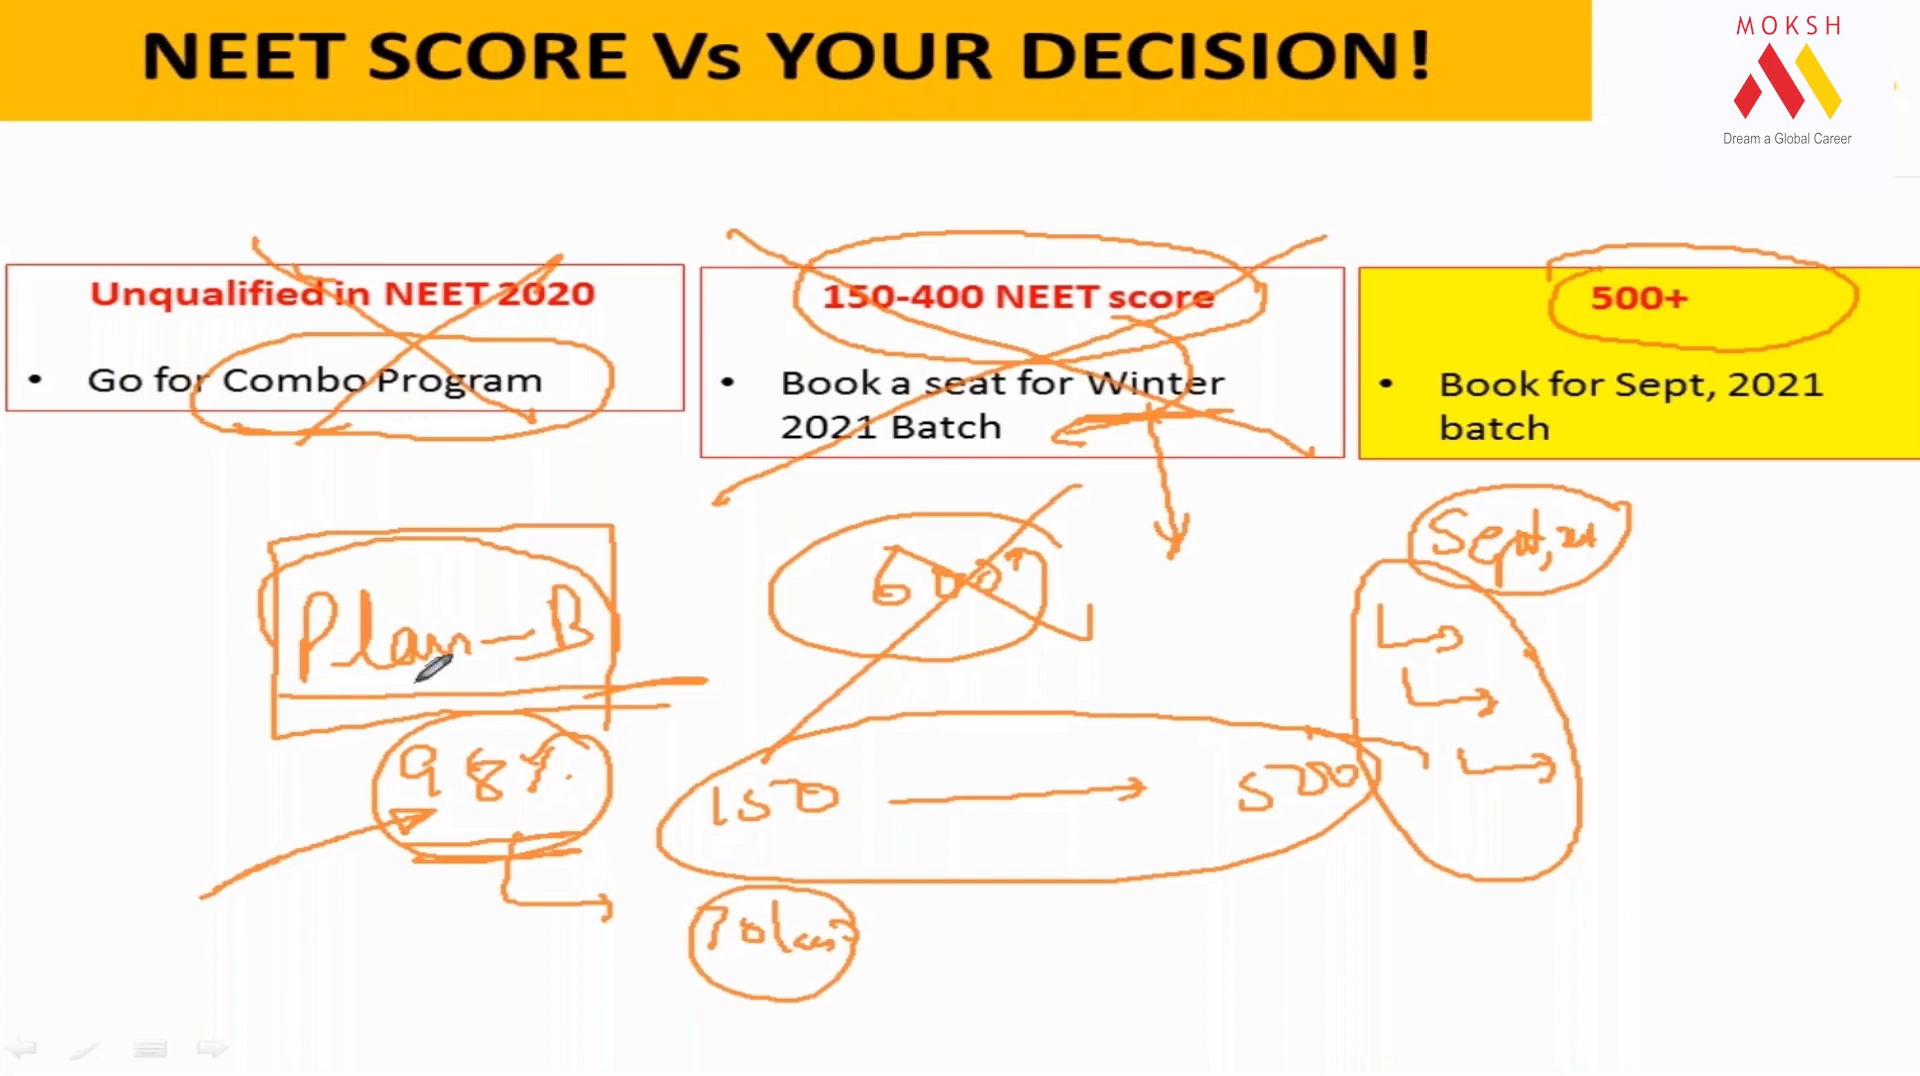 NEET SCORE Vs YOUR DECISION!
MOKSH
Dream a Global Career
Unqualified in NEET 2020
• Go for Combo Program
150-400 NEET score
• Book a seat for Winter
2021 Batch
500+
• Book for Sept, 2021
batch
Sept, 21
600+
Plan-B
98%.
150 → 500